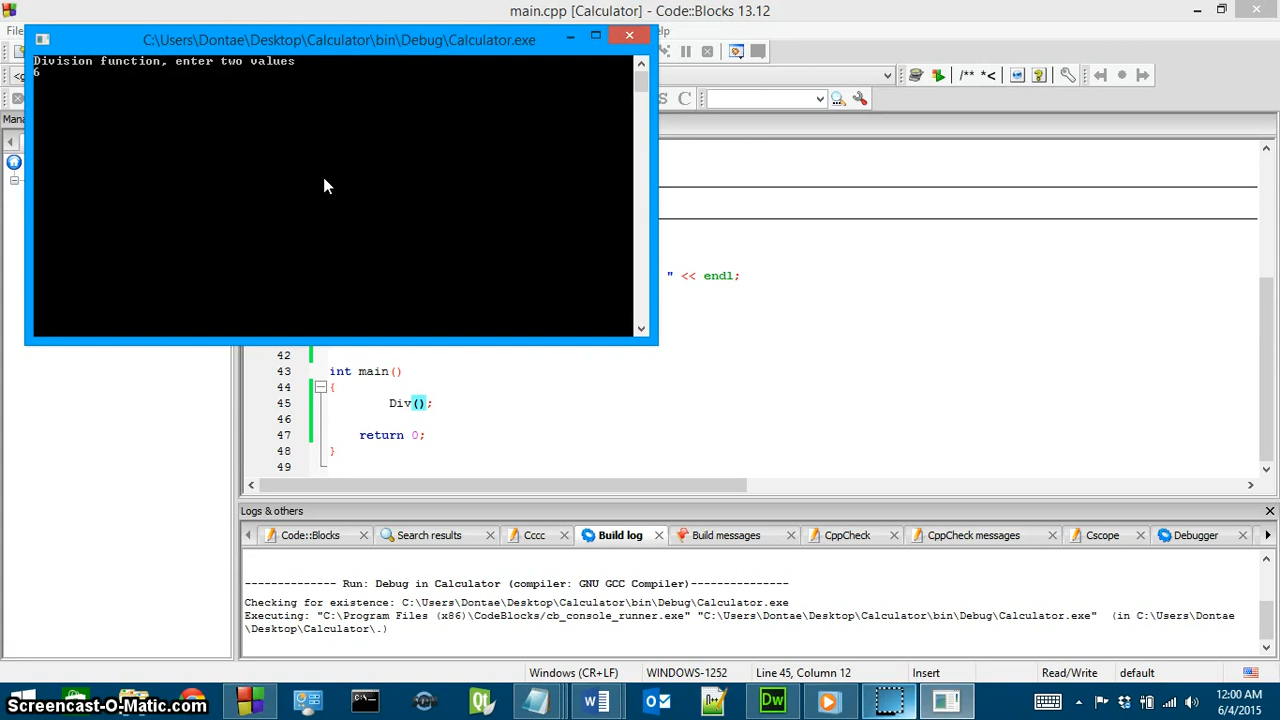 main.cpp [Calculator] - Code::Blocks 13.12
C:\Users\Dontae\Desktop\Calculator\bin\Debug\Calculator.exe
Division function, enter two values
6
" << endl;
42
43 int main()
44 {
45 Div();
46
47 return 0;
48 }
49
Logs & others
Code::Blocks Search results Cccc Build log Build messages CppCheck CppCheck messages Cscope Debugger
-------------- Run: Debug in Calculator (compiler: GNU GCC Compiler)---------------
Checking for existence: C:\Users\Dontae\Desktop\Calculator\bin\Debug\Calculator.exe
Executing: "C:\Program Files (x86)\CodeBlocks/cb_console_runner.exe" "C:\Users\Dontae\Desktop\Calculator\bin\Debug\Calculator.exe" (in C:\Users\Dontae
\Desktop\Calculator\.)
Windows (CR+LF) WINDOWS-1252 Line 45, Column 12 Insert Read/Write default
Qt Dw
12:00 AM
6/4/2015
Screencast-O-Matic.com